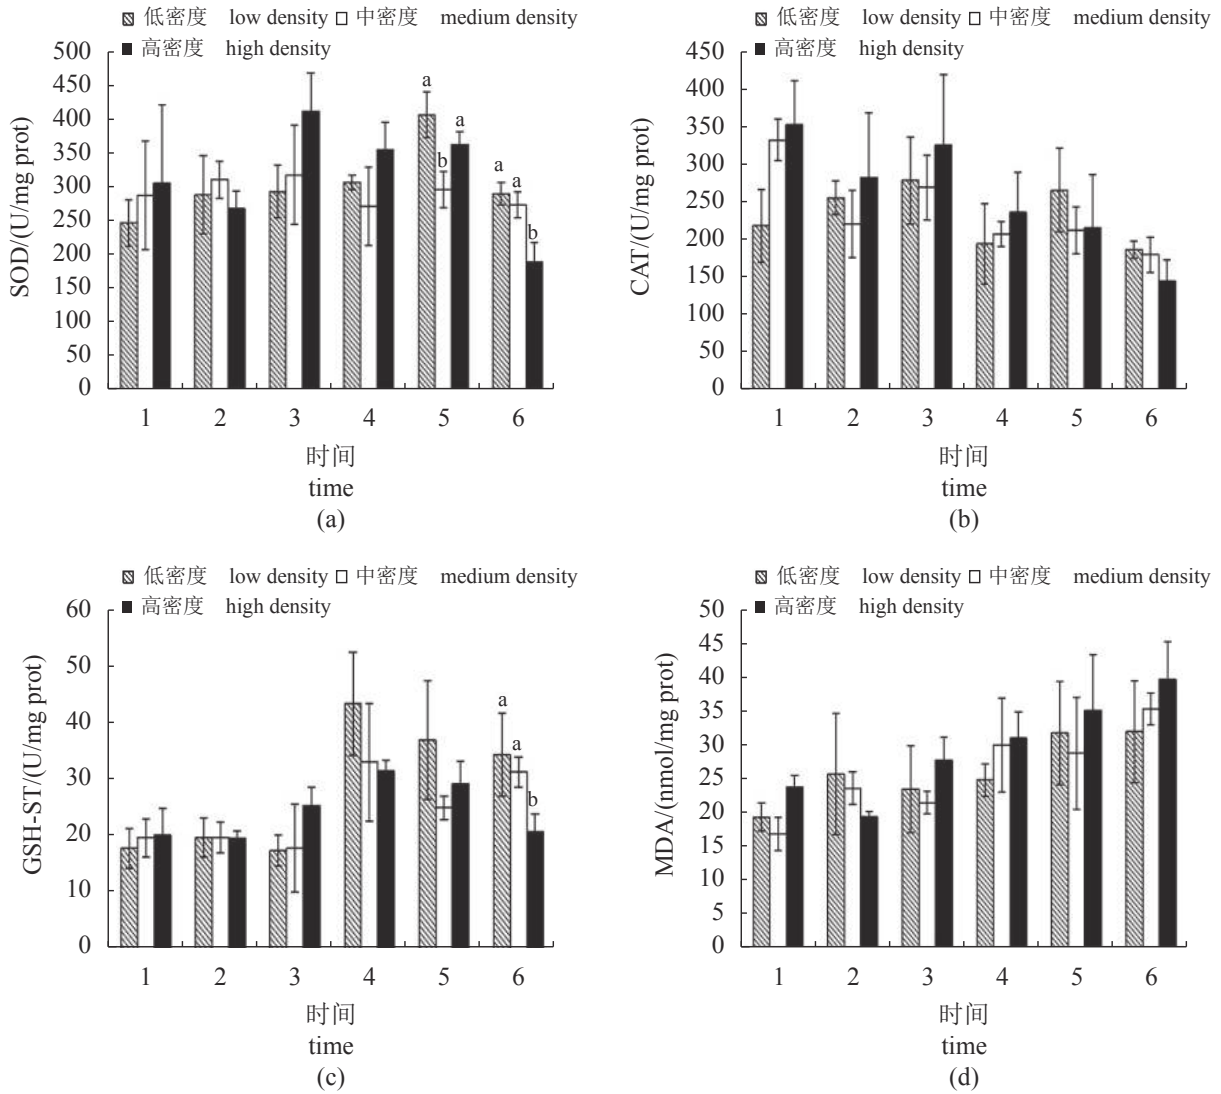 低密度 low density 中密度 medium density
高密度 high density
SOD/(U/mg prot)
500
450
400
350
300
250
200
150
100
50
0
a
b
a
a
a
b
1 2 3 4 5 6
时间
time
(a)
低密度 low density 中密度 medium density
高密度 high density
CAT/(U/mg prot)
450
400
350
300
250
200
150
100
50
0
1 2 3 4 5 6
时间
time
(b)
低密度 low density 中密度 medium density
高密度 high density
GSH-ST/(U/mg prot)
60
50
40
30
20
10
0
a
a
b
1 2 3 4 5 6
时间
time
(c)
低密度 low density 中密度 medium density
高密度 high density
MDA/(nmol/mg prot)
50
45
40
35
30
25
20
15
10
5
0
1 2 3 4 5 6
时间
time
(d)